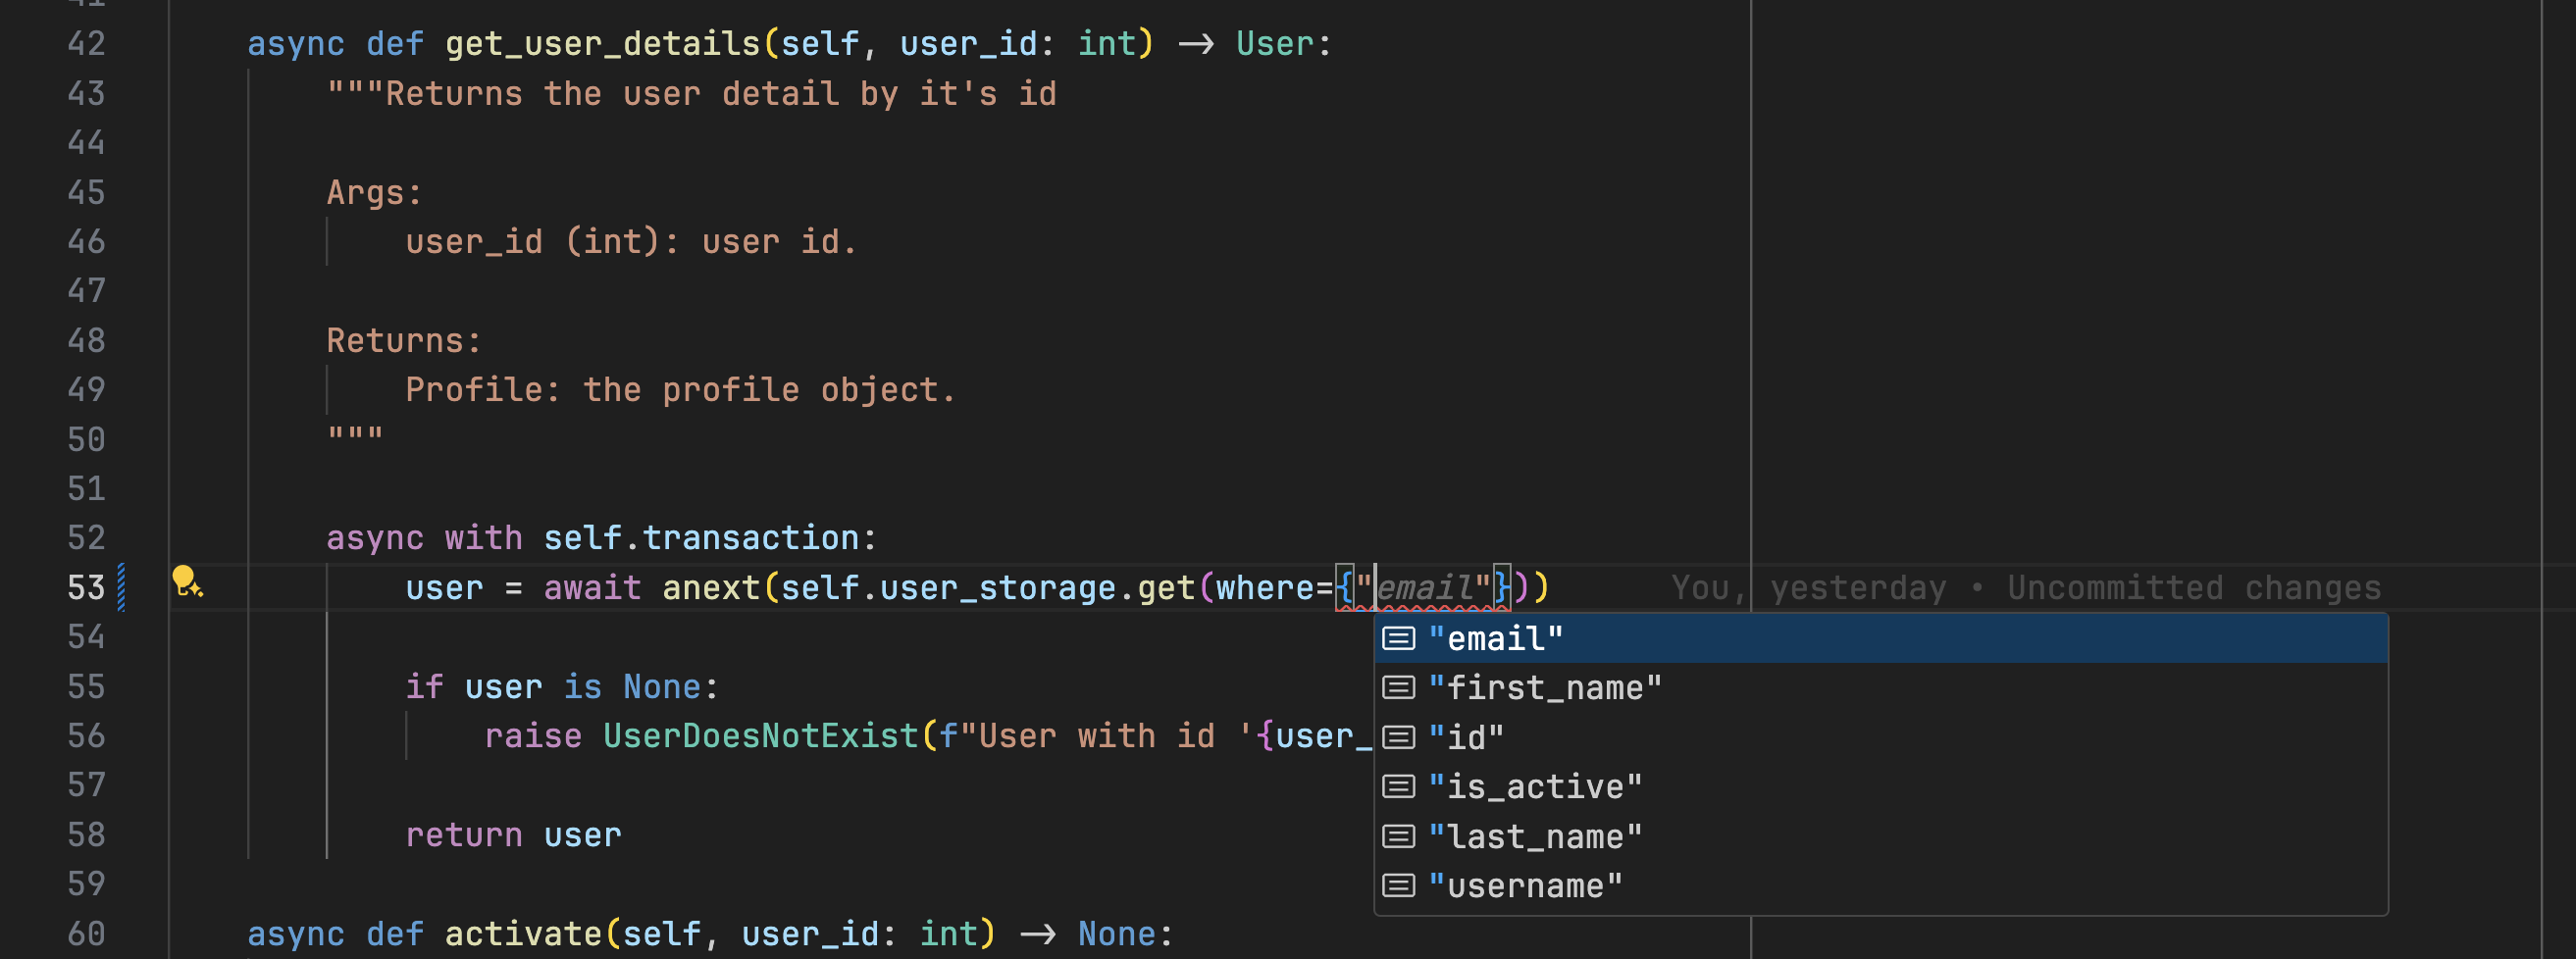 42 async def get_user_details(self, user_id: int) → User:
43 """Returns the user detail by it's id
44
45 Args:
46 user_id (int): user id.
47
48 Returns:
49 Profile: the profile object.
50 """
51
52 async with self.transaction:
53 user = await anext(self.user_storage.get(where={"email"})) You, yesterday • Uncommitted changes
"email"
"first_name"
"id"
"is_active"
"last_name"
"username"
54
55 if user is None:
56 raise UserDoesNotExist(f"User with id '{user_
57
58 return user
59
60 async def activate(self, user_id: int) → None: